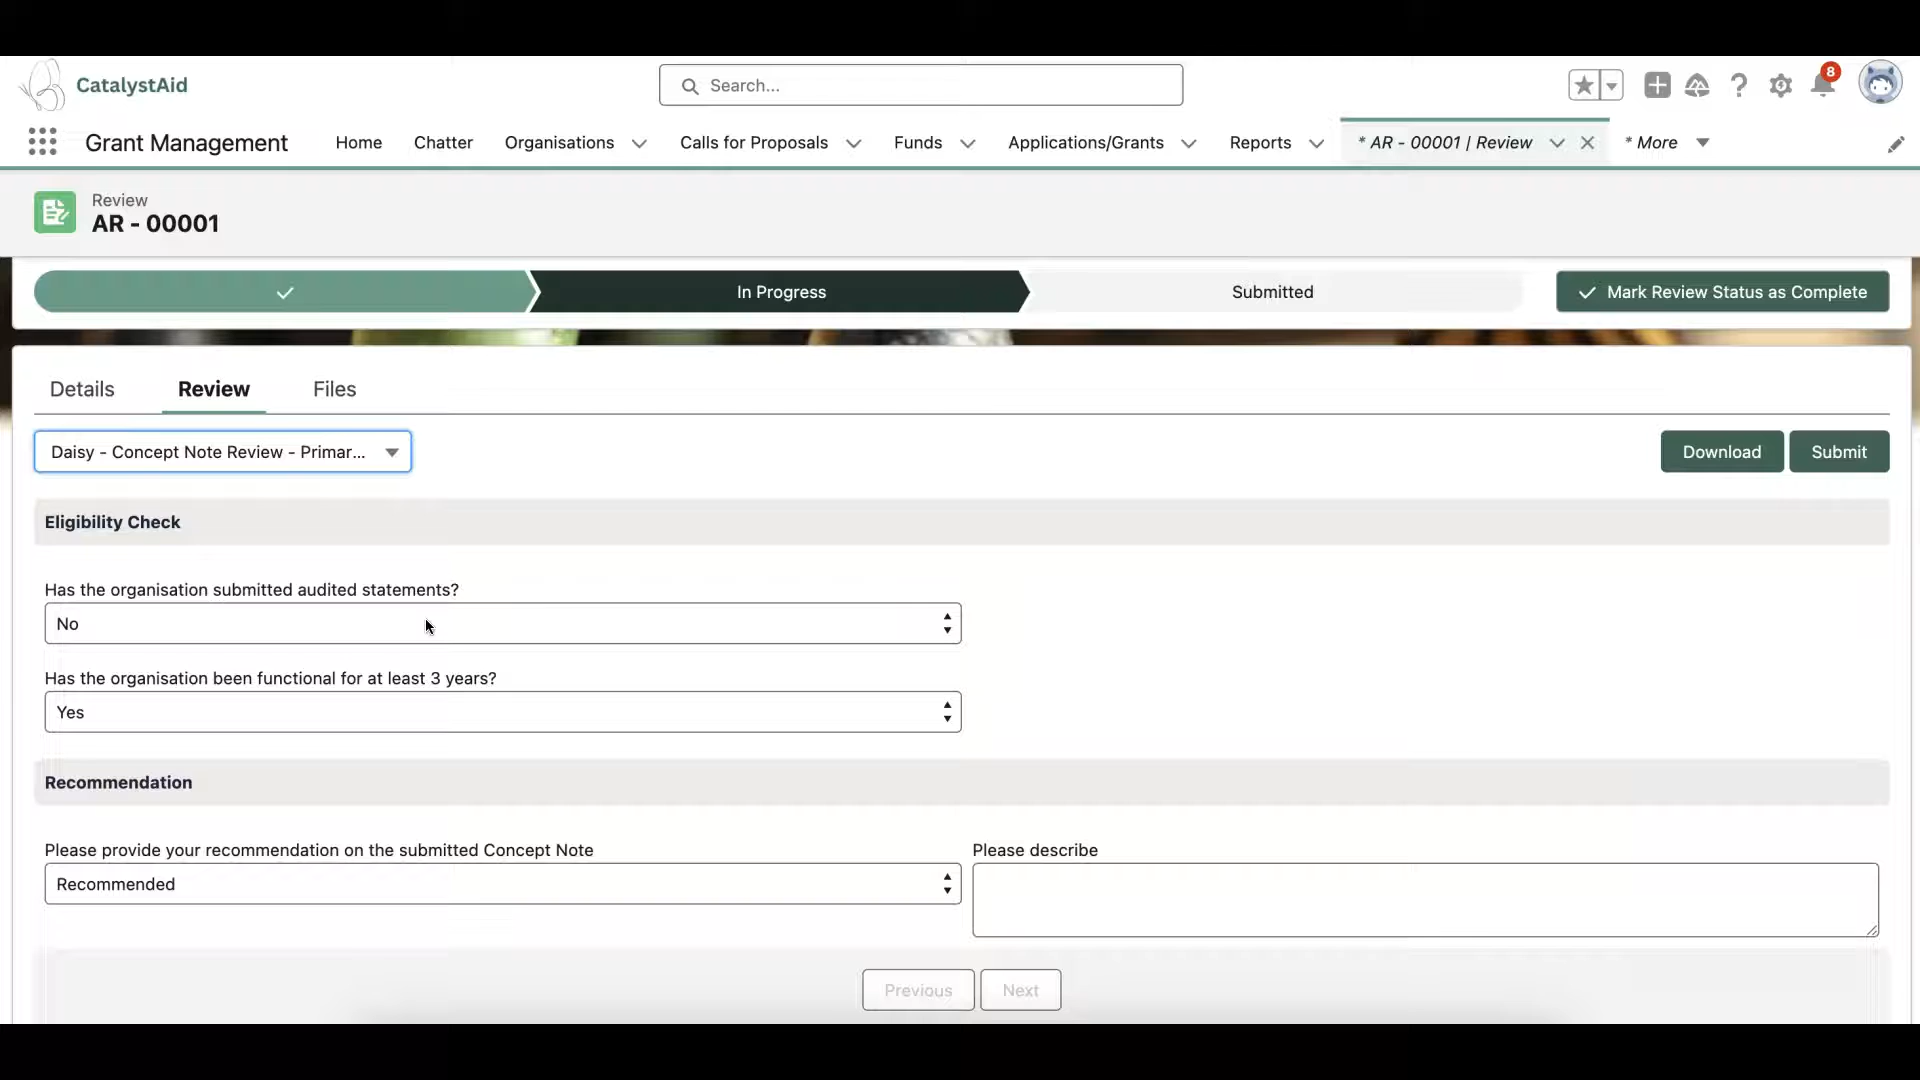 CatalystAid
Search...
8
Grant Management
Home
Chatter
Organisations
Calls for Proposals
Funds
Applications/Grants
Reports
* AR - 00001 | Review
* More
Review
AR - 00001
In Progress
Submitted
Mark Review Status as Complete
Details
Review
Files
Daisy - Concept Note Review - Primar...
Download
Submit
Eligibility Check
Has the organisation submitted audited statements?
No
Has the organisation been functional for at least 3 years?
Yes
Recommendation
Please provide your recommendation on the submitted Concept Note
Please describe
Recommended
Previous
Next